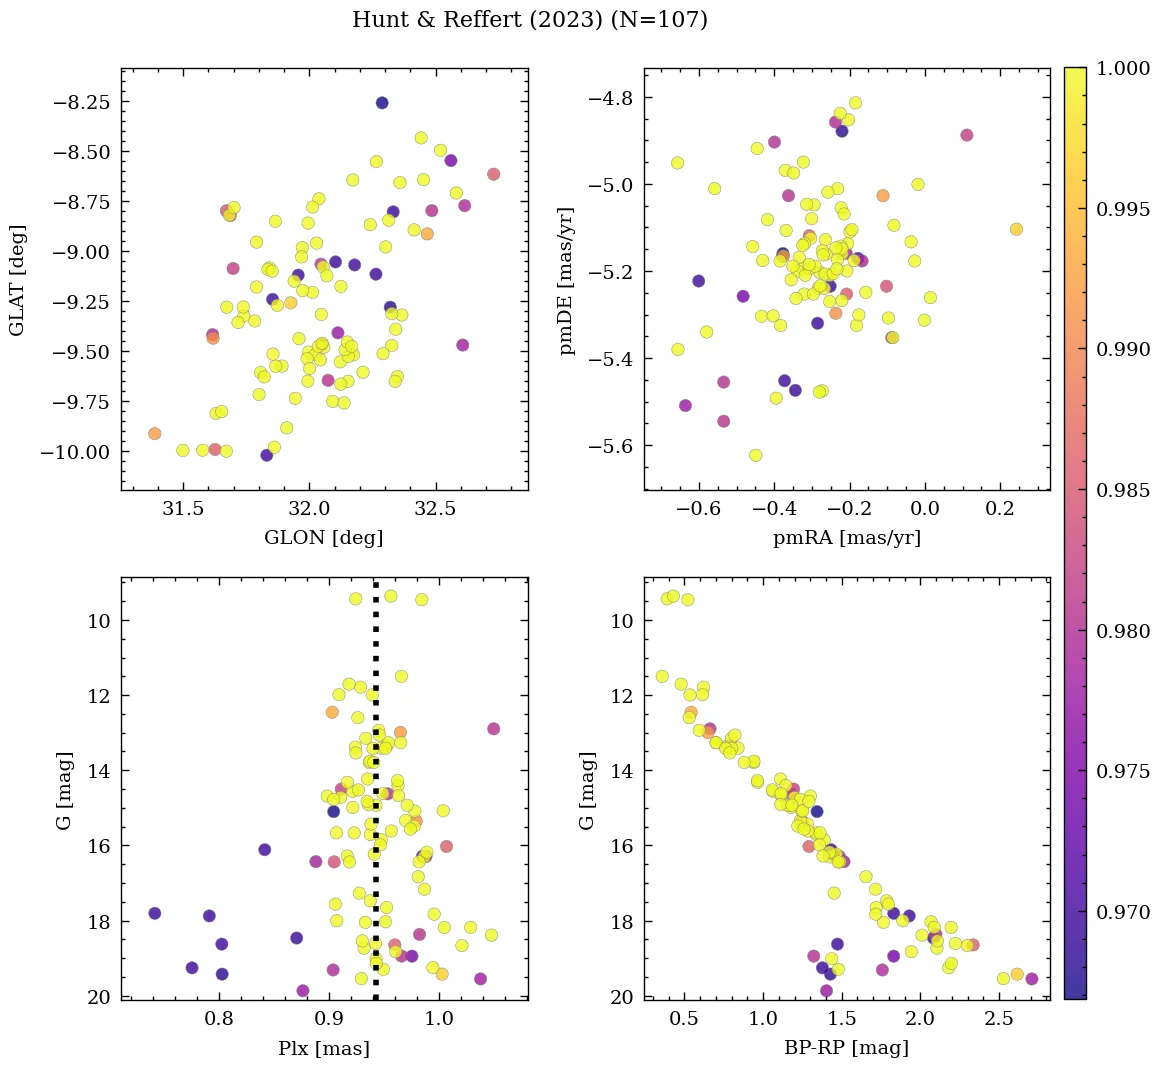 Hunt & Reffert (2023) (N=107)
−8.25
−8.50
−8.75
−9.00
−9.25
−9.50
−9.75
−10.00
GLAT [deg]
31.5 32.0 32.5
GLON [deg]
−4.8
−5.0
−5.2
−5.4
−5.6
pmDE [mas/yr]
−0.6 −0.4 −0.2 0.0 0.2
pmRA [mas/yr]
10
12
14
16
18
20
G [mag]
0.8 0.9 1.0
Plx [mas]
10
12
14
16
18
20
G [mag]
0.5 1.0 1.5 2.0 2.5
BP-RP [mag]
1.000
0.995
0.990
0.985
0.980
0.975
0.970